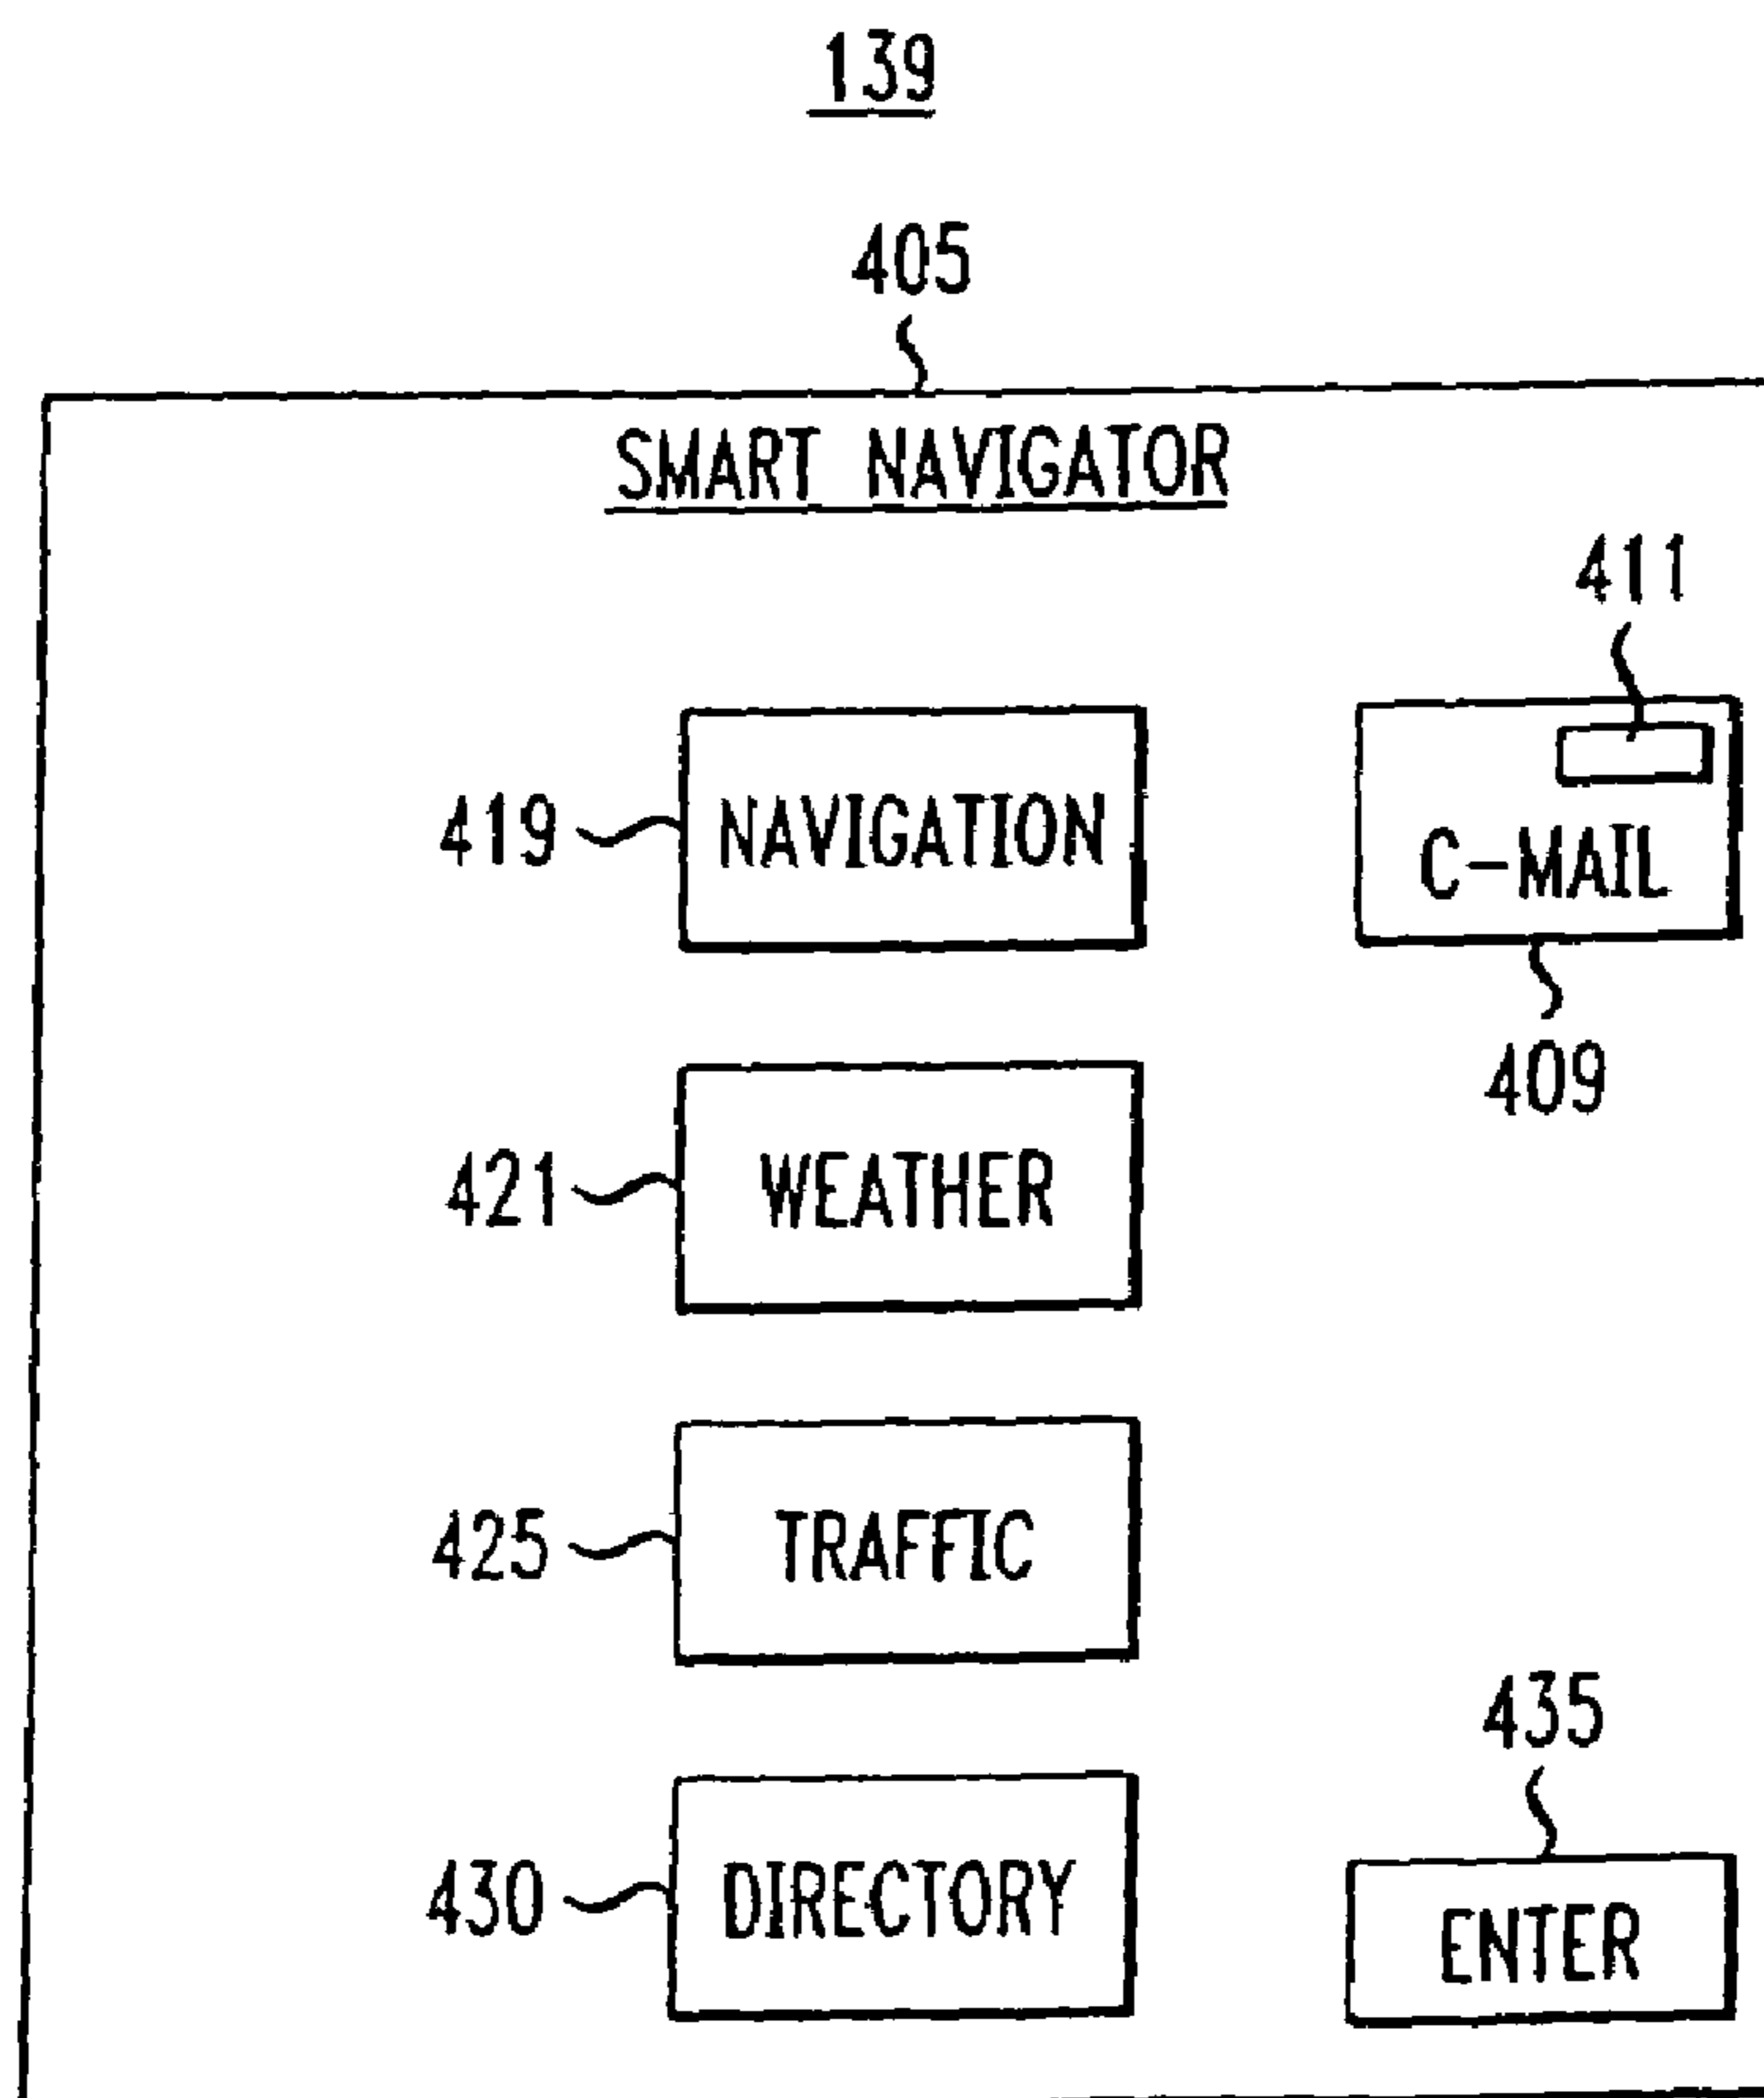 139
405
SMART NAVIGATOR
411
419
NAVIGATION
C-MAIL
409
421
WEATHER
425
TRAFFIC
435
430
DIRECTORY
ENTER